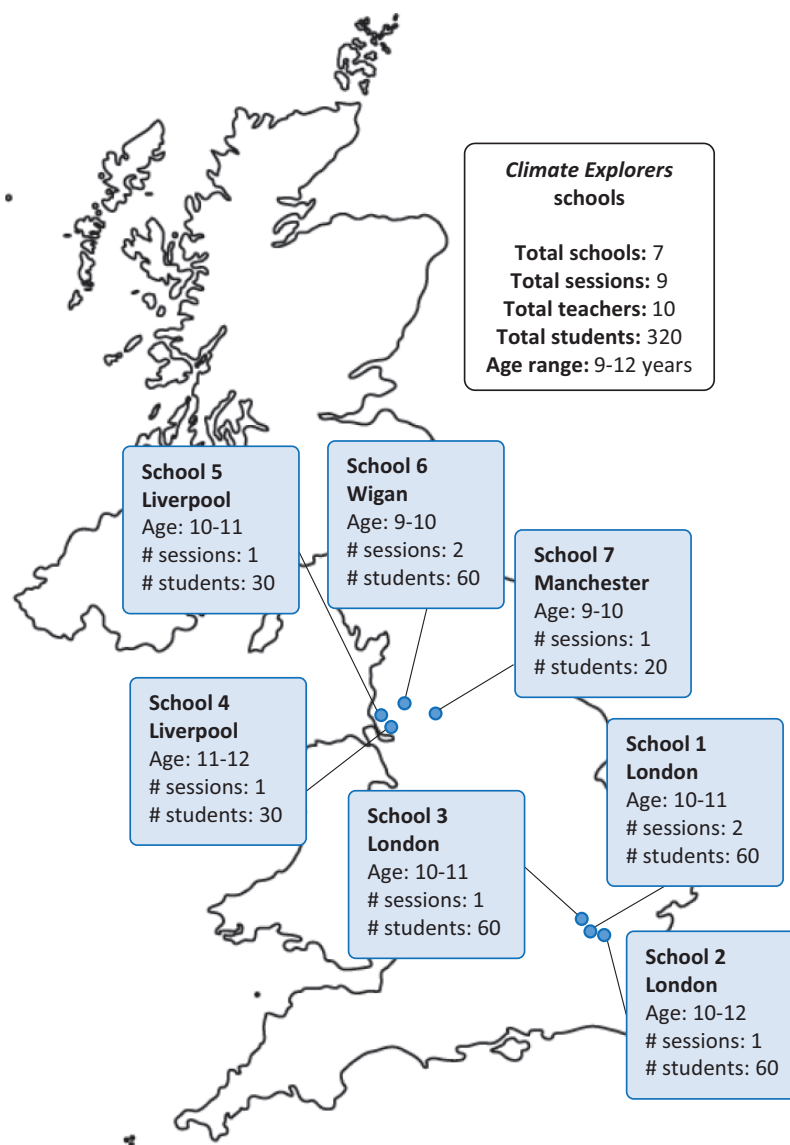 Climate Explorers
schools
Total schools: 7
Total sessions: 9
Total teachers: 10
Total students: 320
Age range: 9-12 years
School 5
Liverpool
Age: 10-11
# sessions: 1
# students: 30
School 6
Wigan
Age: 9-10
# sessions: 2
# students: 60
School 7
Manchester
Age: 9-10
# sessions: 1
# students: 20
School 4
Liverpool
Age: 11-12
# sessions: 1
# students: 30
School 1
London
Age: 10-11
# sessions: 2
# students: 60
School 3
London
Age: 10-11
# sessions: 1
# students: 60
School 2
London
Age: 10-12
# sessions: 1
# students: 60